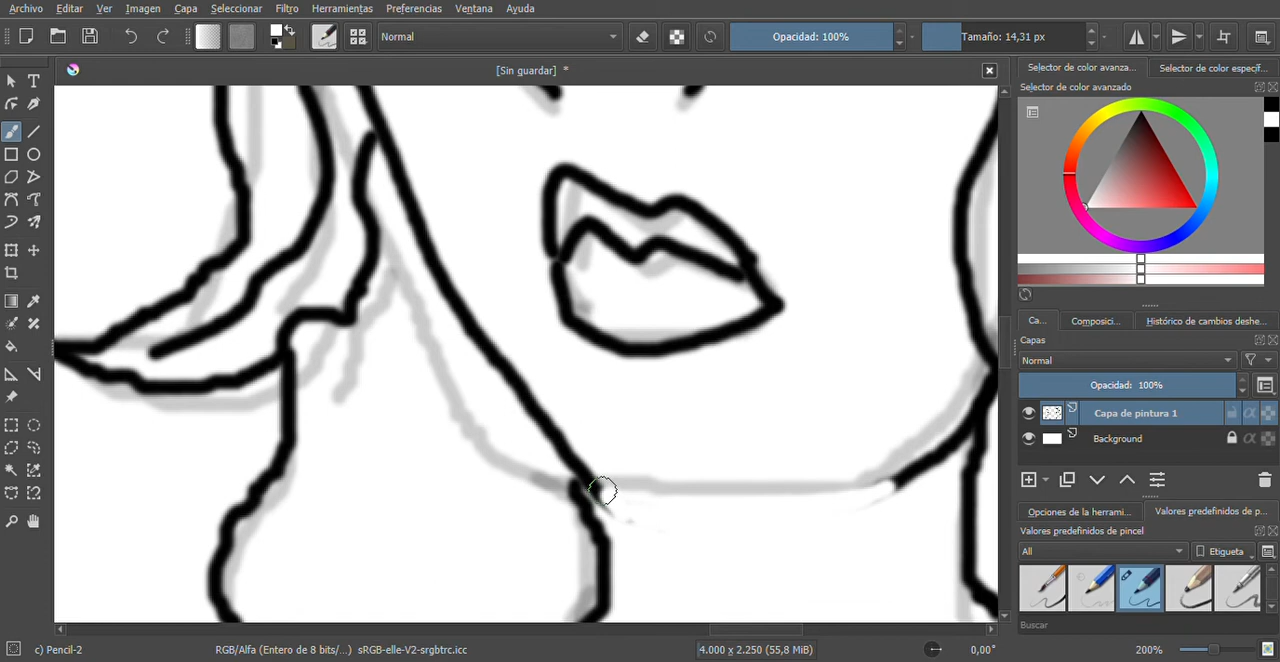 Archivo Editar Ver Imagen Capa Seleccionar Filtro Herramientas Preferencias Ventana Ayuda
Normal Opacidad: 100% Tamaño: 14,31 px
[Sin guardar] *
Selector de color avanza... Selector de color específ...
Selector de color avanzado
Ca... Composici... Histórico de cambios deshe...
Capas
Normal
Opacidad: 100%
Capa de pintura 1
Background
Opciones de la herrami... Valores predefinidos de p...
Valores predefinidos de pincel
All Etiqueta
Buscar
c) Pencil-2 RGB/Alfa (Entero de 8 bits/...) sRGB-elle-V2-srgbtrc.icc 4.000 x 2.250 (55,8 MiB) 0,00° 200%